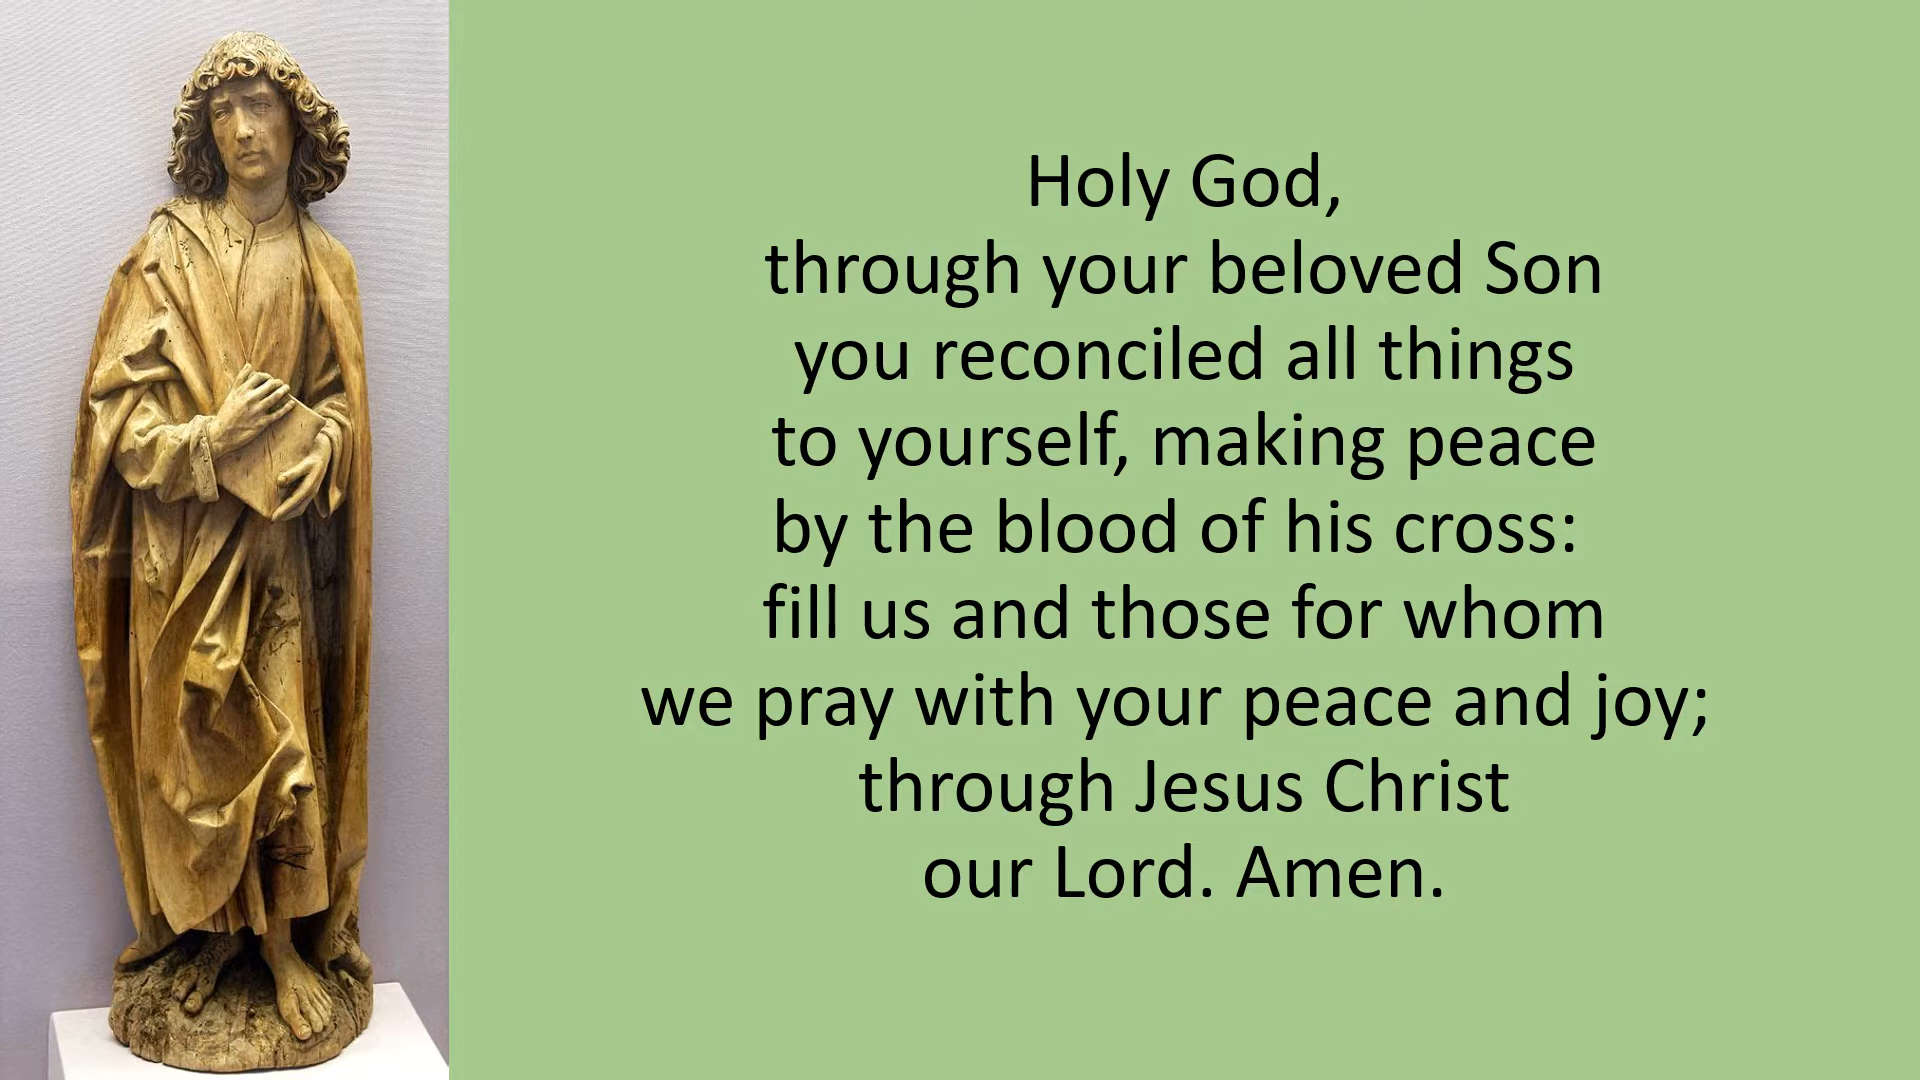 Holy God,
through your beloved Son
you reconciled all things
to yourself, making peace
by the blood of his cross:
fill us and those for whom
we pray with your peace and joy;
through Jesus Christ
our Lord. Amen.